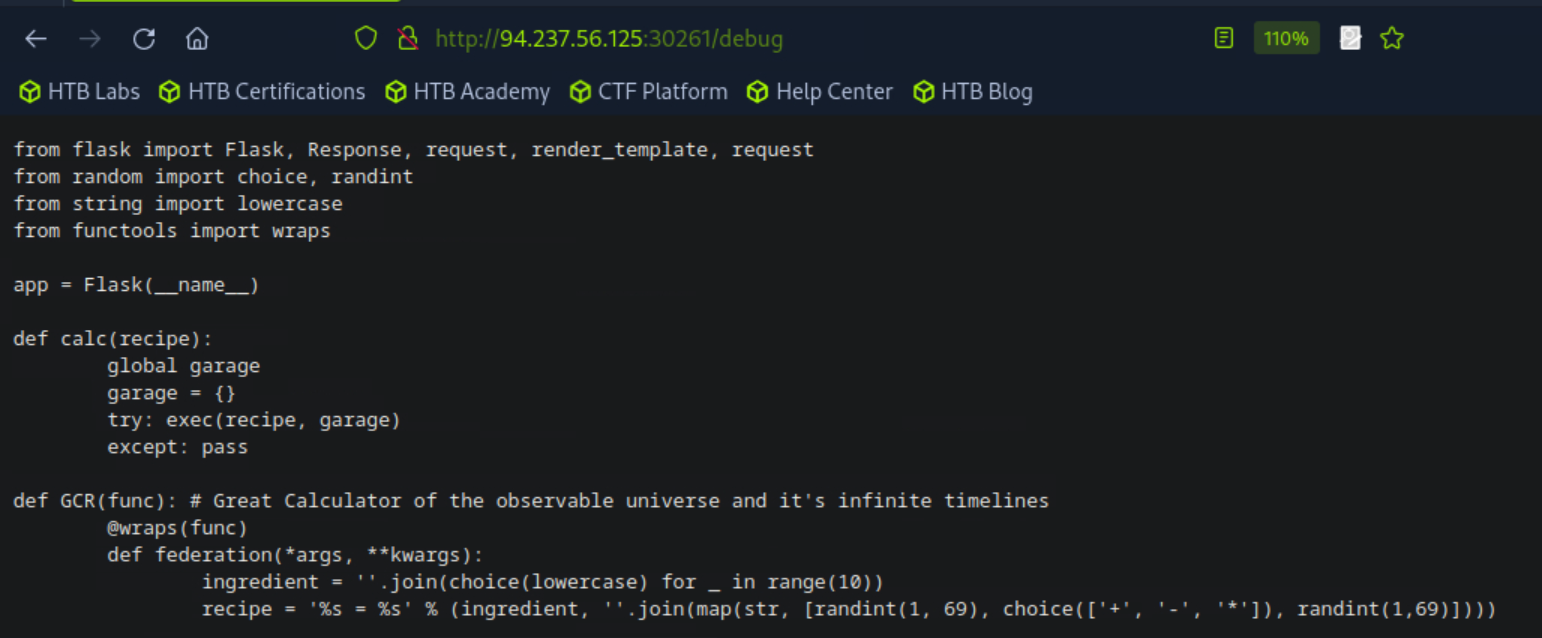 http://94.237.56.125:30261/debug
110%
HTB Labs HTB Certifications HTB Academy CTF Platform Help Center HTB Blog
from flask import Flask, Response, request, render_template, request
from random import choice, randint
from string import lowercase
from functools import wraps
app = Flask(__name__)
def calc(recipe):
global garage
garage = {}
try: exec(recipe, garage)
except: pass
def GCR(func): # Great Calculator of the observable universe and it's infinite timelines
@wraps(func)
def federation(*args, **kwargs):
ingredient = ''.join(choice(lowercase) for _ in range(10))
recipe = '%s = %s' % (ingredient, ''.join(map(str, [randint(1, 69), choice(['+', '-', '*']), randint(1,69)])))